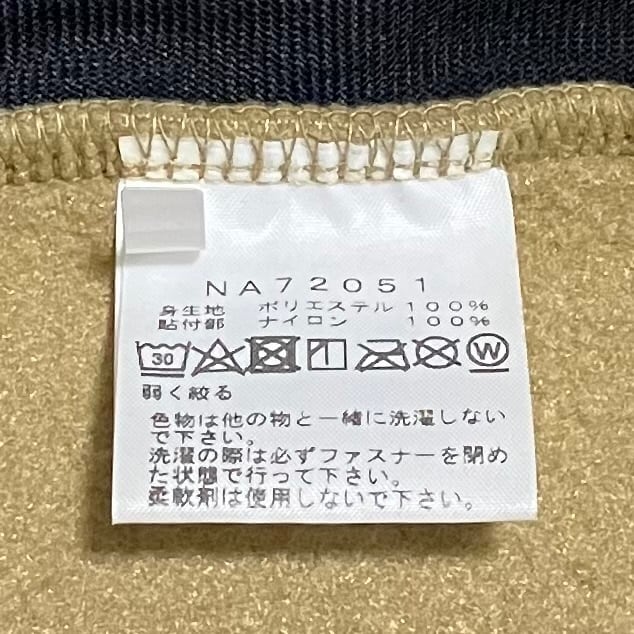 NA72051
身生地 ポリエステル 100%
貼付部 ナイロン 100%
30 W
弱く絞る
色物は他の物と一緒に洗濯しない
で下さい。
洗濯の際は必ずファスナーを閉め
た状態で行って下さい。
柔軟剤は使用しないで下さい。